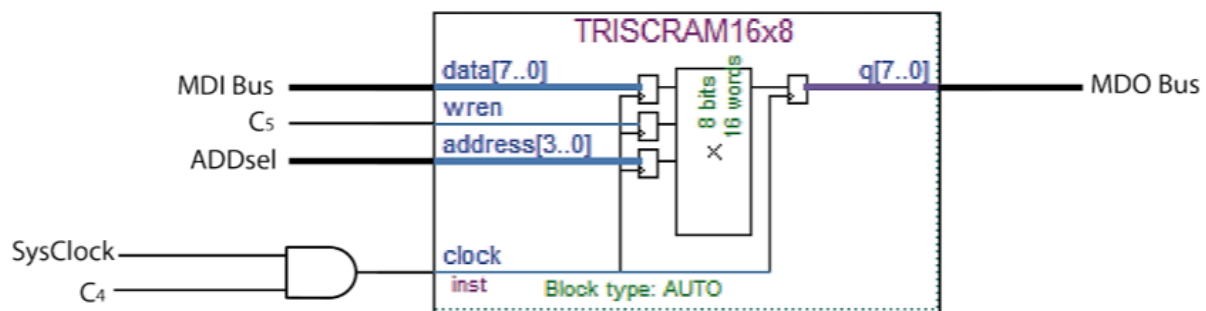 TRISCRAM16x8
MDI Bus
data[7..0]
8 bits
16 words
q[7..0]
MDO Bus
C5
wren
ADDsel
address[3..0]
SysClock
C4
clock
inst
Block type: AUTO